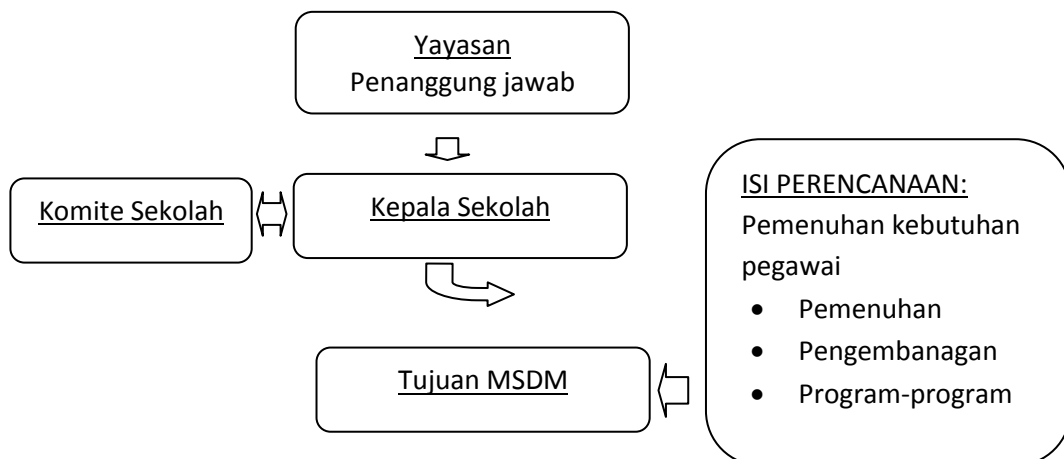 Yayasan
Penanggung jawab
Komite Sekolah
Kepala Sekolah
ISI PERENCANAAN:
Pemenuhan kebutuhan
pegawai
• Pemenuhan
• Pengembanagan
• Program-program
Tujuan MSDM